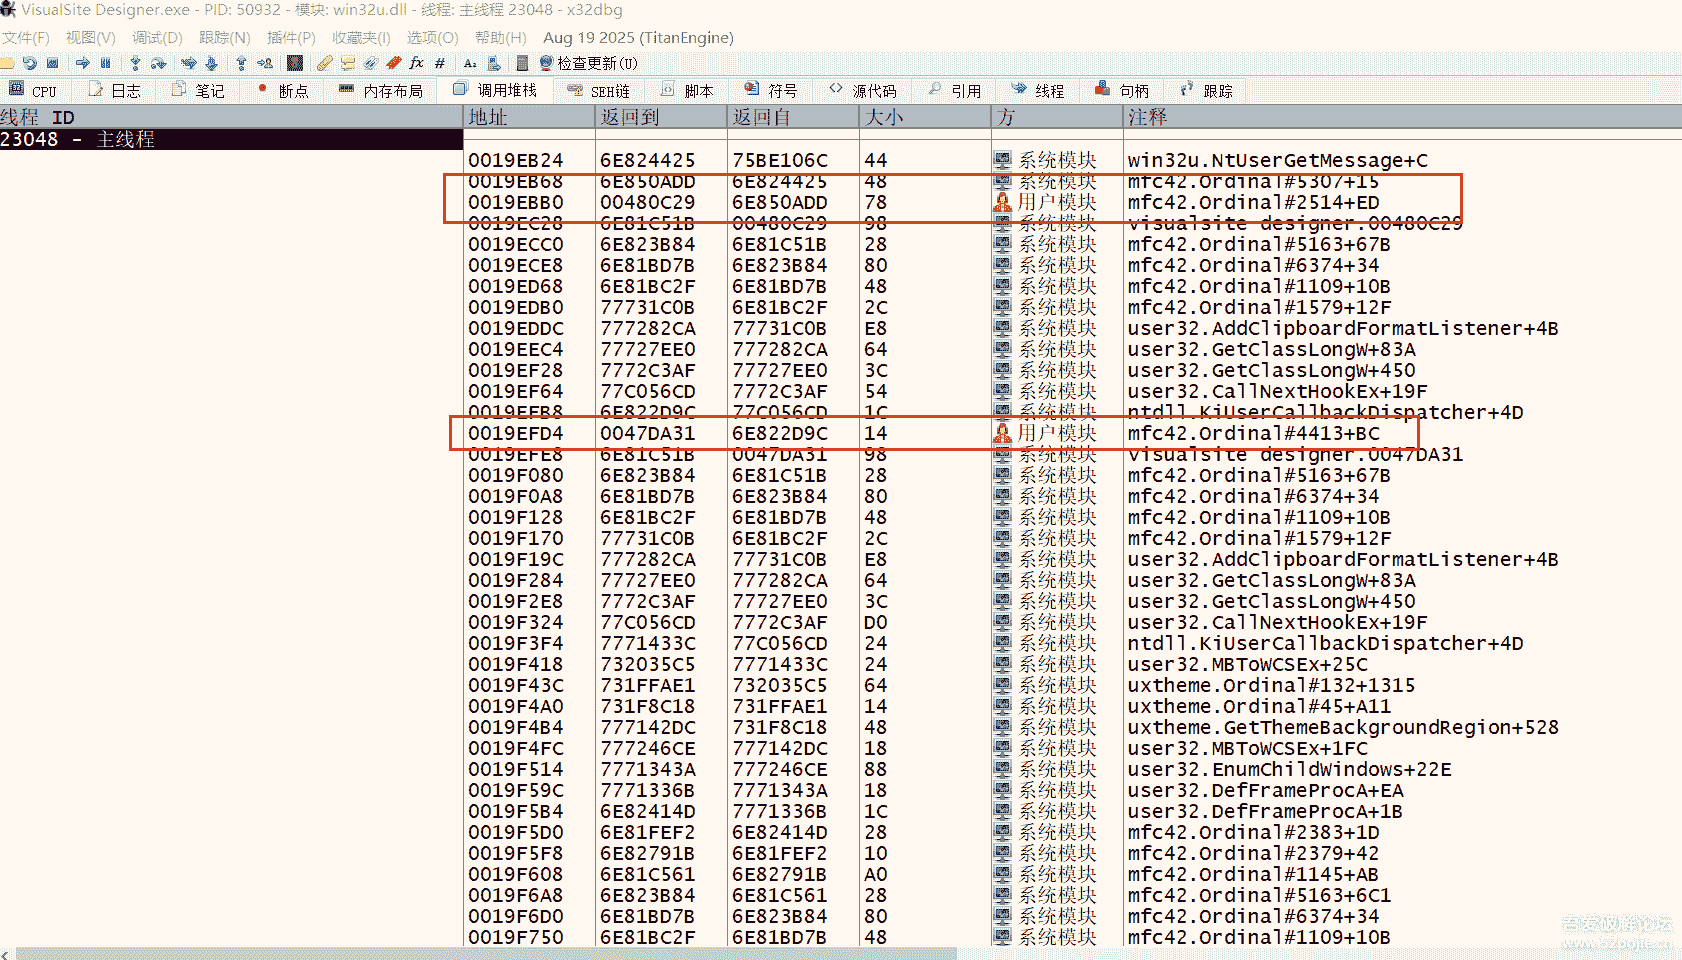 VisualSite Designer.exe - PID: 50932 - 模块: win32u.dll - 线程: 主线程 23048 - x32dbg
文件(F) 视图(V) 调试(D) 跟踪(N) 插件(P) 收藏夹(I) 选项(O) 帮助(H) Aug 19 2025 (TitanEngine)
检查更新(U)
CPU 日志 笔记 断点 内存布局 调用堆栈 SEH链 脚本 符号 源代码 引用 线程 句柄 跟踪
线程 ID 地址 返回到 返回自 大小 方 注释
23048 - 主线程
0019EB24 6E824425 75BE106C 44 系统模块 win32u.NtUserGetMessage+C
0019EB68 6E850ADD 6E824425 48 系统模块 mfc42.Ordinal#5307+15
0019EBB0 00480C29 6E850ADD 78 用户模块 mfc42.Ordinal#2514+ED
0019EC28 6E81C51B 00480C29 98 系统模块 visualsite designer.00480C29
0019ECC0 6E823B84 6E81C51B 28 系统模块 mfc42.Ordinal#5163+67B
0019ECE8 6E81BD7B 6E823B84 80 系统模块 mfc42.Ordinal#6374+34
0019ED68 6E81BC2F 6E81BD7B 48 系统模块 mfc42.Ordinal#1109+10B
0019EDB0 77731C0B 6E81BC2F 2C 系统模块 mfc42.Ordinal#1579+12F
0019EDDC 777282CA 77731C0B E8 系统模块 user32.AddClipboardFormatListener+4B
0019EEC4 77727EE0 777282CA 64 系统模块 user32.GetClassLongW+83A
0019EF28 7772C3AF 77727EE0 3C 系统模块 user32.GetClassLongW+450
0019EF64 77C056CD 7772C3AF 54 系统模块 user32.CallNextHookEx+19F
0019EFB8 6E822D9C 77C056CD 1C 系统模块 ntdll.KiUserCallbackDispatcher+4D
0019EFD4 0047DA31 6E822D9C 14 用户模块 mfc42.Ordinal#4413+BC
0019EFE8 6E81C51B 0047DA31 98 系统模块 visualsite designer.0047DA31
0019F080 6E823B84 6E81C51B 28 系统模块 mfc42.Ordinal#5163+67B
0019F0A8 6E81BD7B 6E823B84 80 系统模块 mfc42.Ordinal#6374+34
0019F128 6E81BC2F 6E81BD7B 48 系统模块 mfc42.Ordinal#1109+10B
0019F170 77731C0B 6E81BC2F 2C 系统模块 mfc42.Ordinal#1579+12F
0019F19C 777282CA 77731C0B E8 系统模块 user32.AddClipboardFormatListener+4B
0019F284 77727EE0 777282CA 64 系统模块 user32.GetClassLongW+83A
0019F2E8 7772C3AF 77727EE0 3C 系统模块 user32.GetClassLongW+450
0019F324 77C056CD 7772C3AF D0 系统模块 user32.CallNextHookEx+19F
0019F3F4 7771433C 77C056CD 24 系统模块 ntdll.KiUserCallbackDispatcher+4D
0019F418 732035C5 7771433C 24 系统模块 user32.MBToWCSEx+25C
0019F43C 731FFAE1 732035C5 64 系统模块 uxtheme.Ordinal#132+1315
0019F4A0 731F8C18 731FFAE1 14 系统模块 uxtheme.Ordinal#45+A11
0019F4B4 777142DC 731F8C18 48 系统模块 uxtheme.GetThemeBackgroundRegion+528
0019F4FC 777246CE 777142DC 18 系统模块 user32.MBToWCSEx+1FC
0019F514 7771343A 777246CE 88 系统模块 user32.EnumChildWindows+22E
0019F59C 7771336B 7771343A 18 系统模块 user32.DefFrameProcA+EA
0019F5B4 6E82414D 7771336B 1C 系统模块 user32.DefFrameProcA+1B
0019F5D0 6E81FEF2 6E82414D 28 系统模块 mfc42.Ordinal#2383+1D
0019F5F8 6E82791B 6E81FEF2 10 系统模块 mfc42.Ordinal#2379+42
0019F608 6E81C561 6E82791B A0 系统模块 mfc42.Ordinal#1145+AB
0019F6A8 6E823B84 6E81C561 28 系统模块 mfc42.Ordinal#5163+6C1
0019F6D0 6E81BD7B 6E823B84 80 系统模块 mfc42.Ordinal#6374+34
0019F750 6E81BC2F 6E81BD7B 48 系统模块 mfc42.Ordinal#1109+10B
吾爱破解论坛
www.52pojie.cn